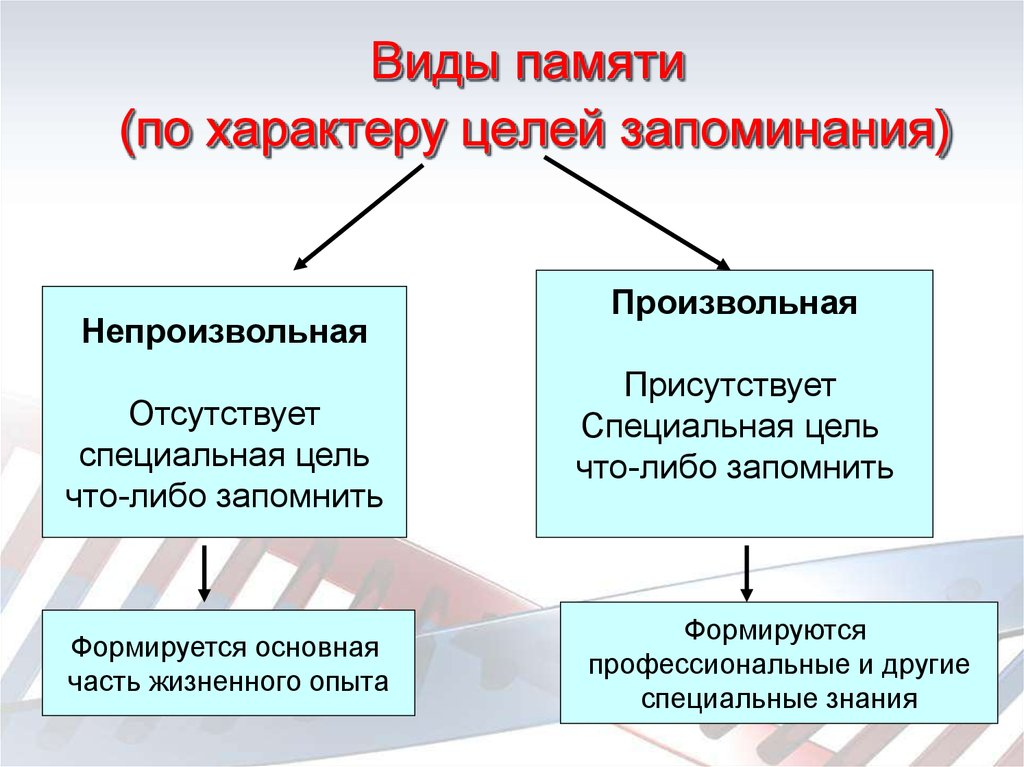 Виды памяти
(по характеру целей запоминания)
Непроизвольная
Отсутствует
специальная цель
что-либо запомнить
Произвольная
Присутствует
Специальная цель
что-либо запомнить
Формируется основная
часть жизненного опыта
Формируются
профессиональные и другие
специальные знания